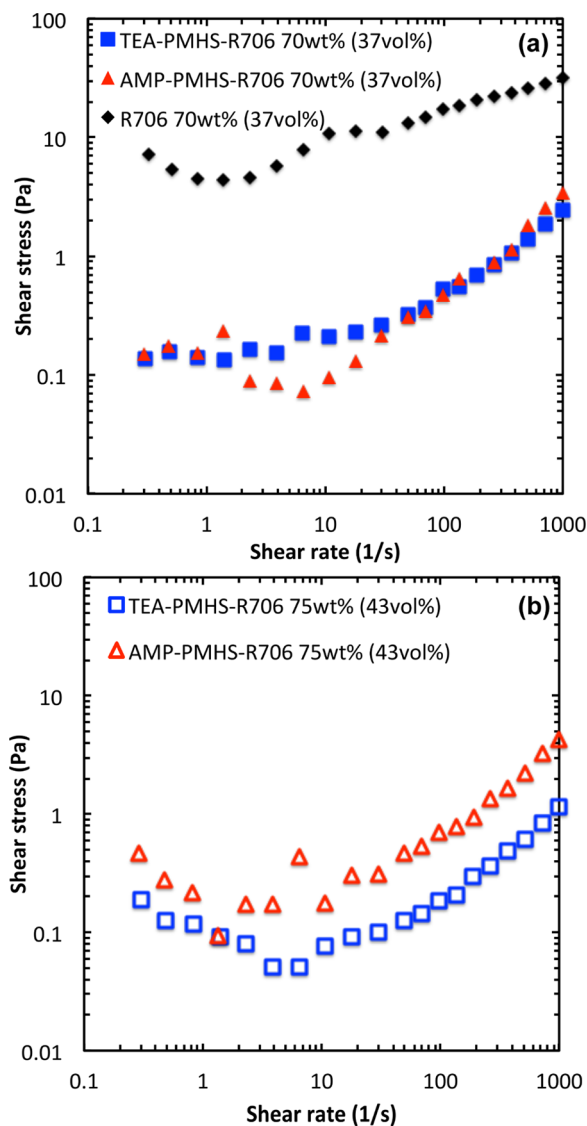 100
TEA-PMHS-R706 70wt% (37vol%)
(a)
AMP-PMHS-R706 70wt% (37vol%)
R706 70wt% (37vol%)
10
1
0.1
0.01
Shear stress (Pa)
0.1 1 10 100 1000
Shear rate (1/s)
100
TEA-PMHS-R706 75wt% (43vol%)
(b)
AMP-PMHS-R706 75wt% (43vol%)
10
1
0.1
0.01
Shear stress (Pa)
0.1 1 10 100 1000
Shear rate (1/s)